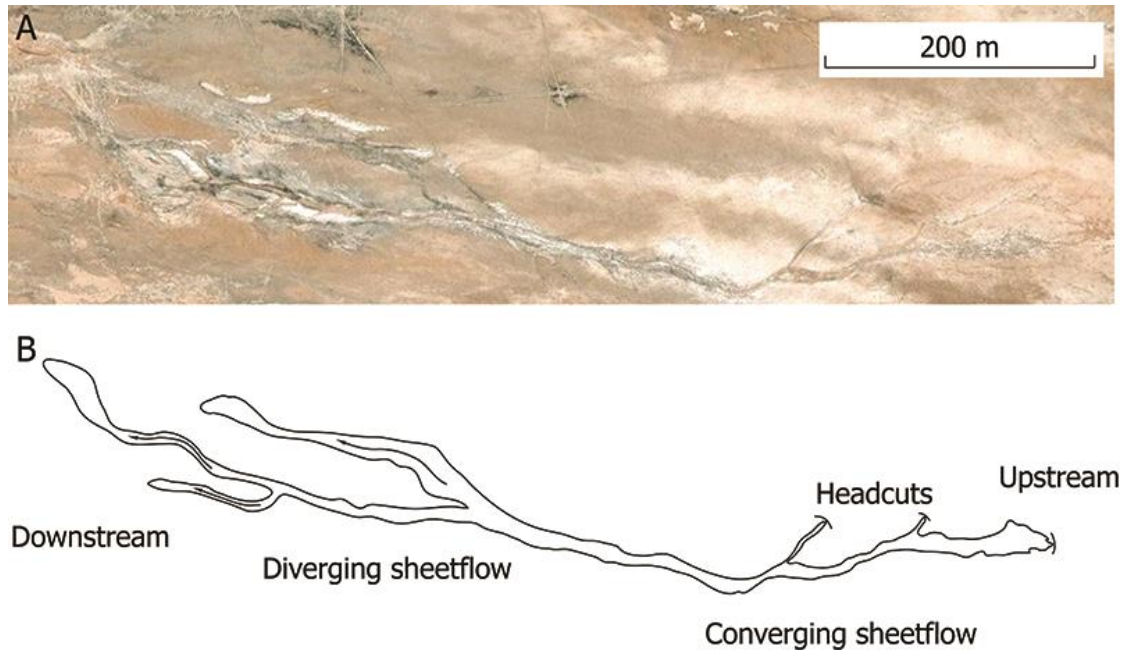 A
200 m
B
Upstream
Headcuts
Downstream
Diverging sheetflow
Converging sheetflow